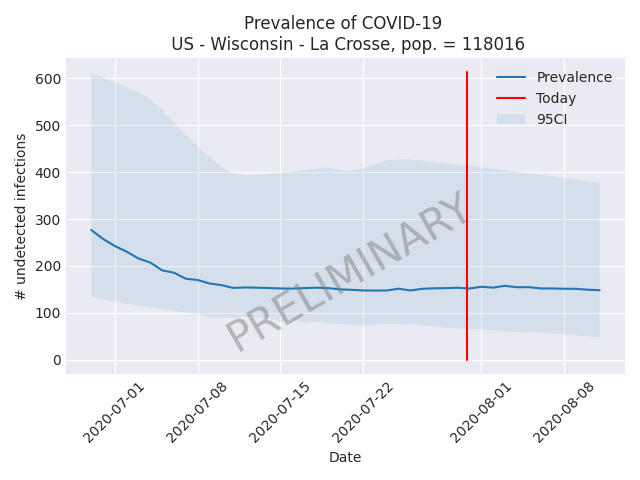 Prevalence of COVID-19
US - Wisconsin - La Crosse, pop. = 118016
Prevalence
Today
95CI
# undetected infections
600
500
400
300
200
100
0
PRELIMINARY
2020-07-01
2020-07-08
2020-07-15
2020-07-22
2020-08-01
2020-08-08
Date